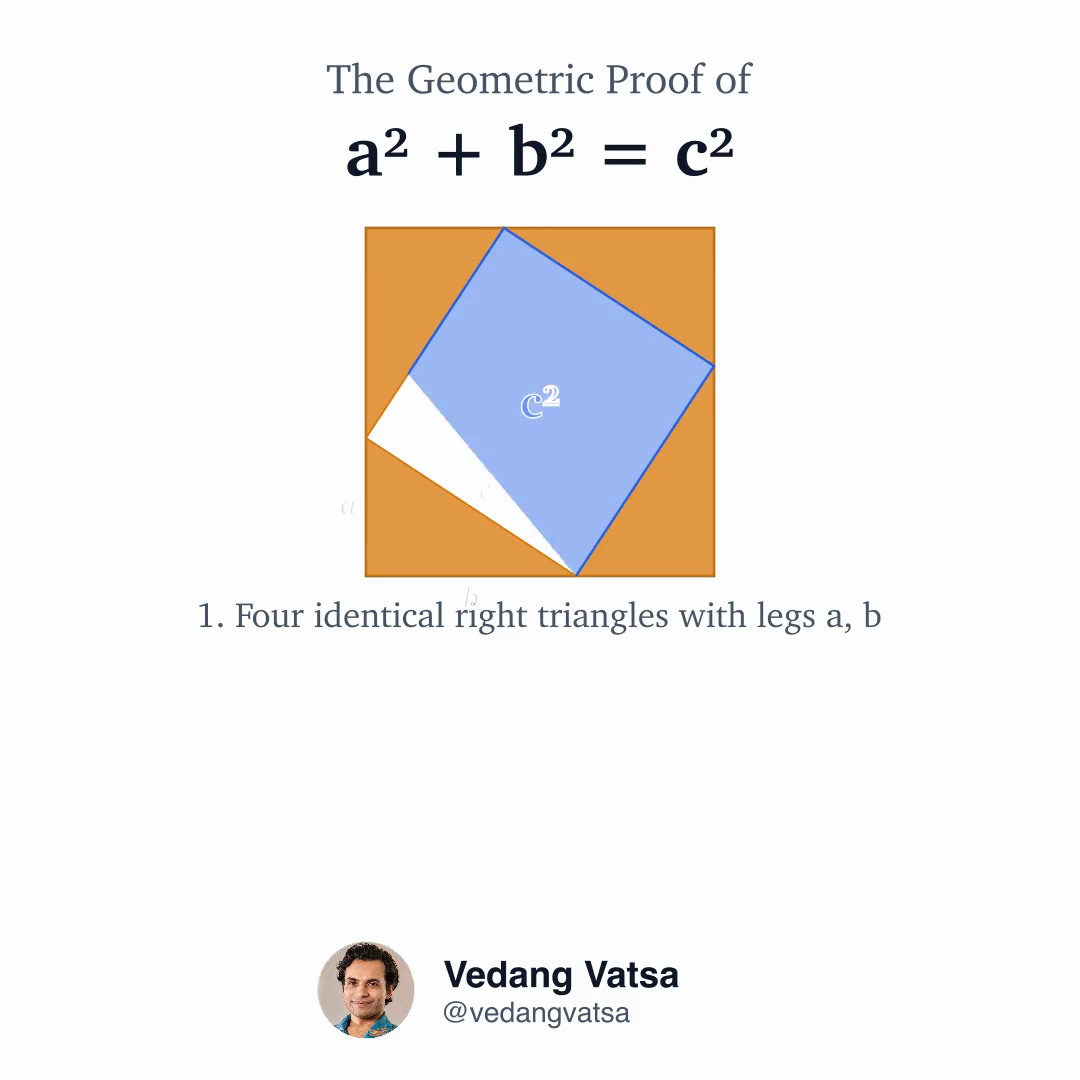 The Geometric Proof of
a² + b² = c²
c²
c
a
b
1. Four identical right triangles with legs a, b
Vedang Vatsa
@vedangvatsa